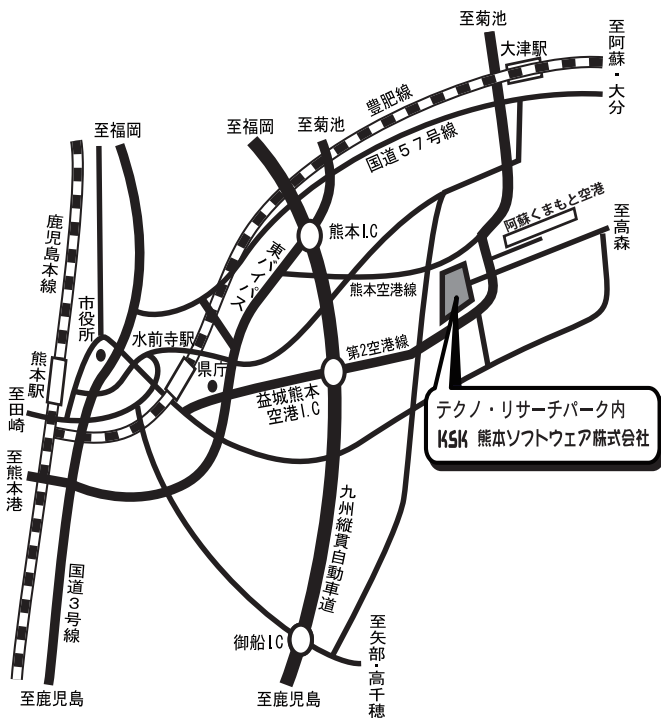 至菊池
大津駅
至阿蘇・大分
豊肥線
至福岡
至福岡
至菊池
国道57号線
阿蘇くまもと空港
至高森
鹿児島本線
熊本I.C
東バイパス
熊本空港線
市役所
水前寺駅
県庁
第2空港線
熊本駅
至田崎
益城熊本
空港I.C
テクノ・リサーチパーク内
KSK 熊本ソフトウェア株式会社
至熊本港
九州縦貫自動車道
国道3号線
御船IC
至矢部・高千穂
至鹿児島
至鹿児島